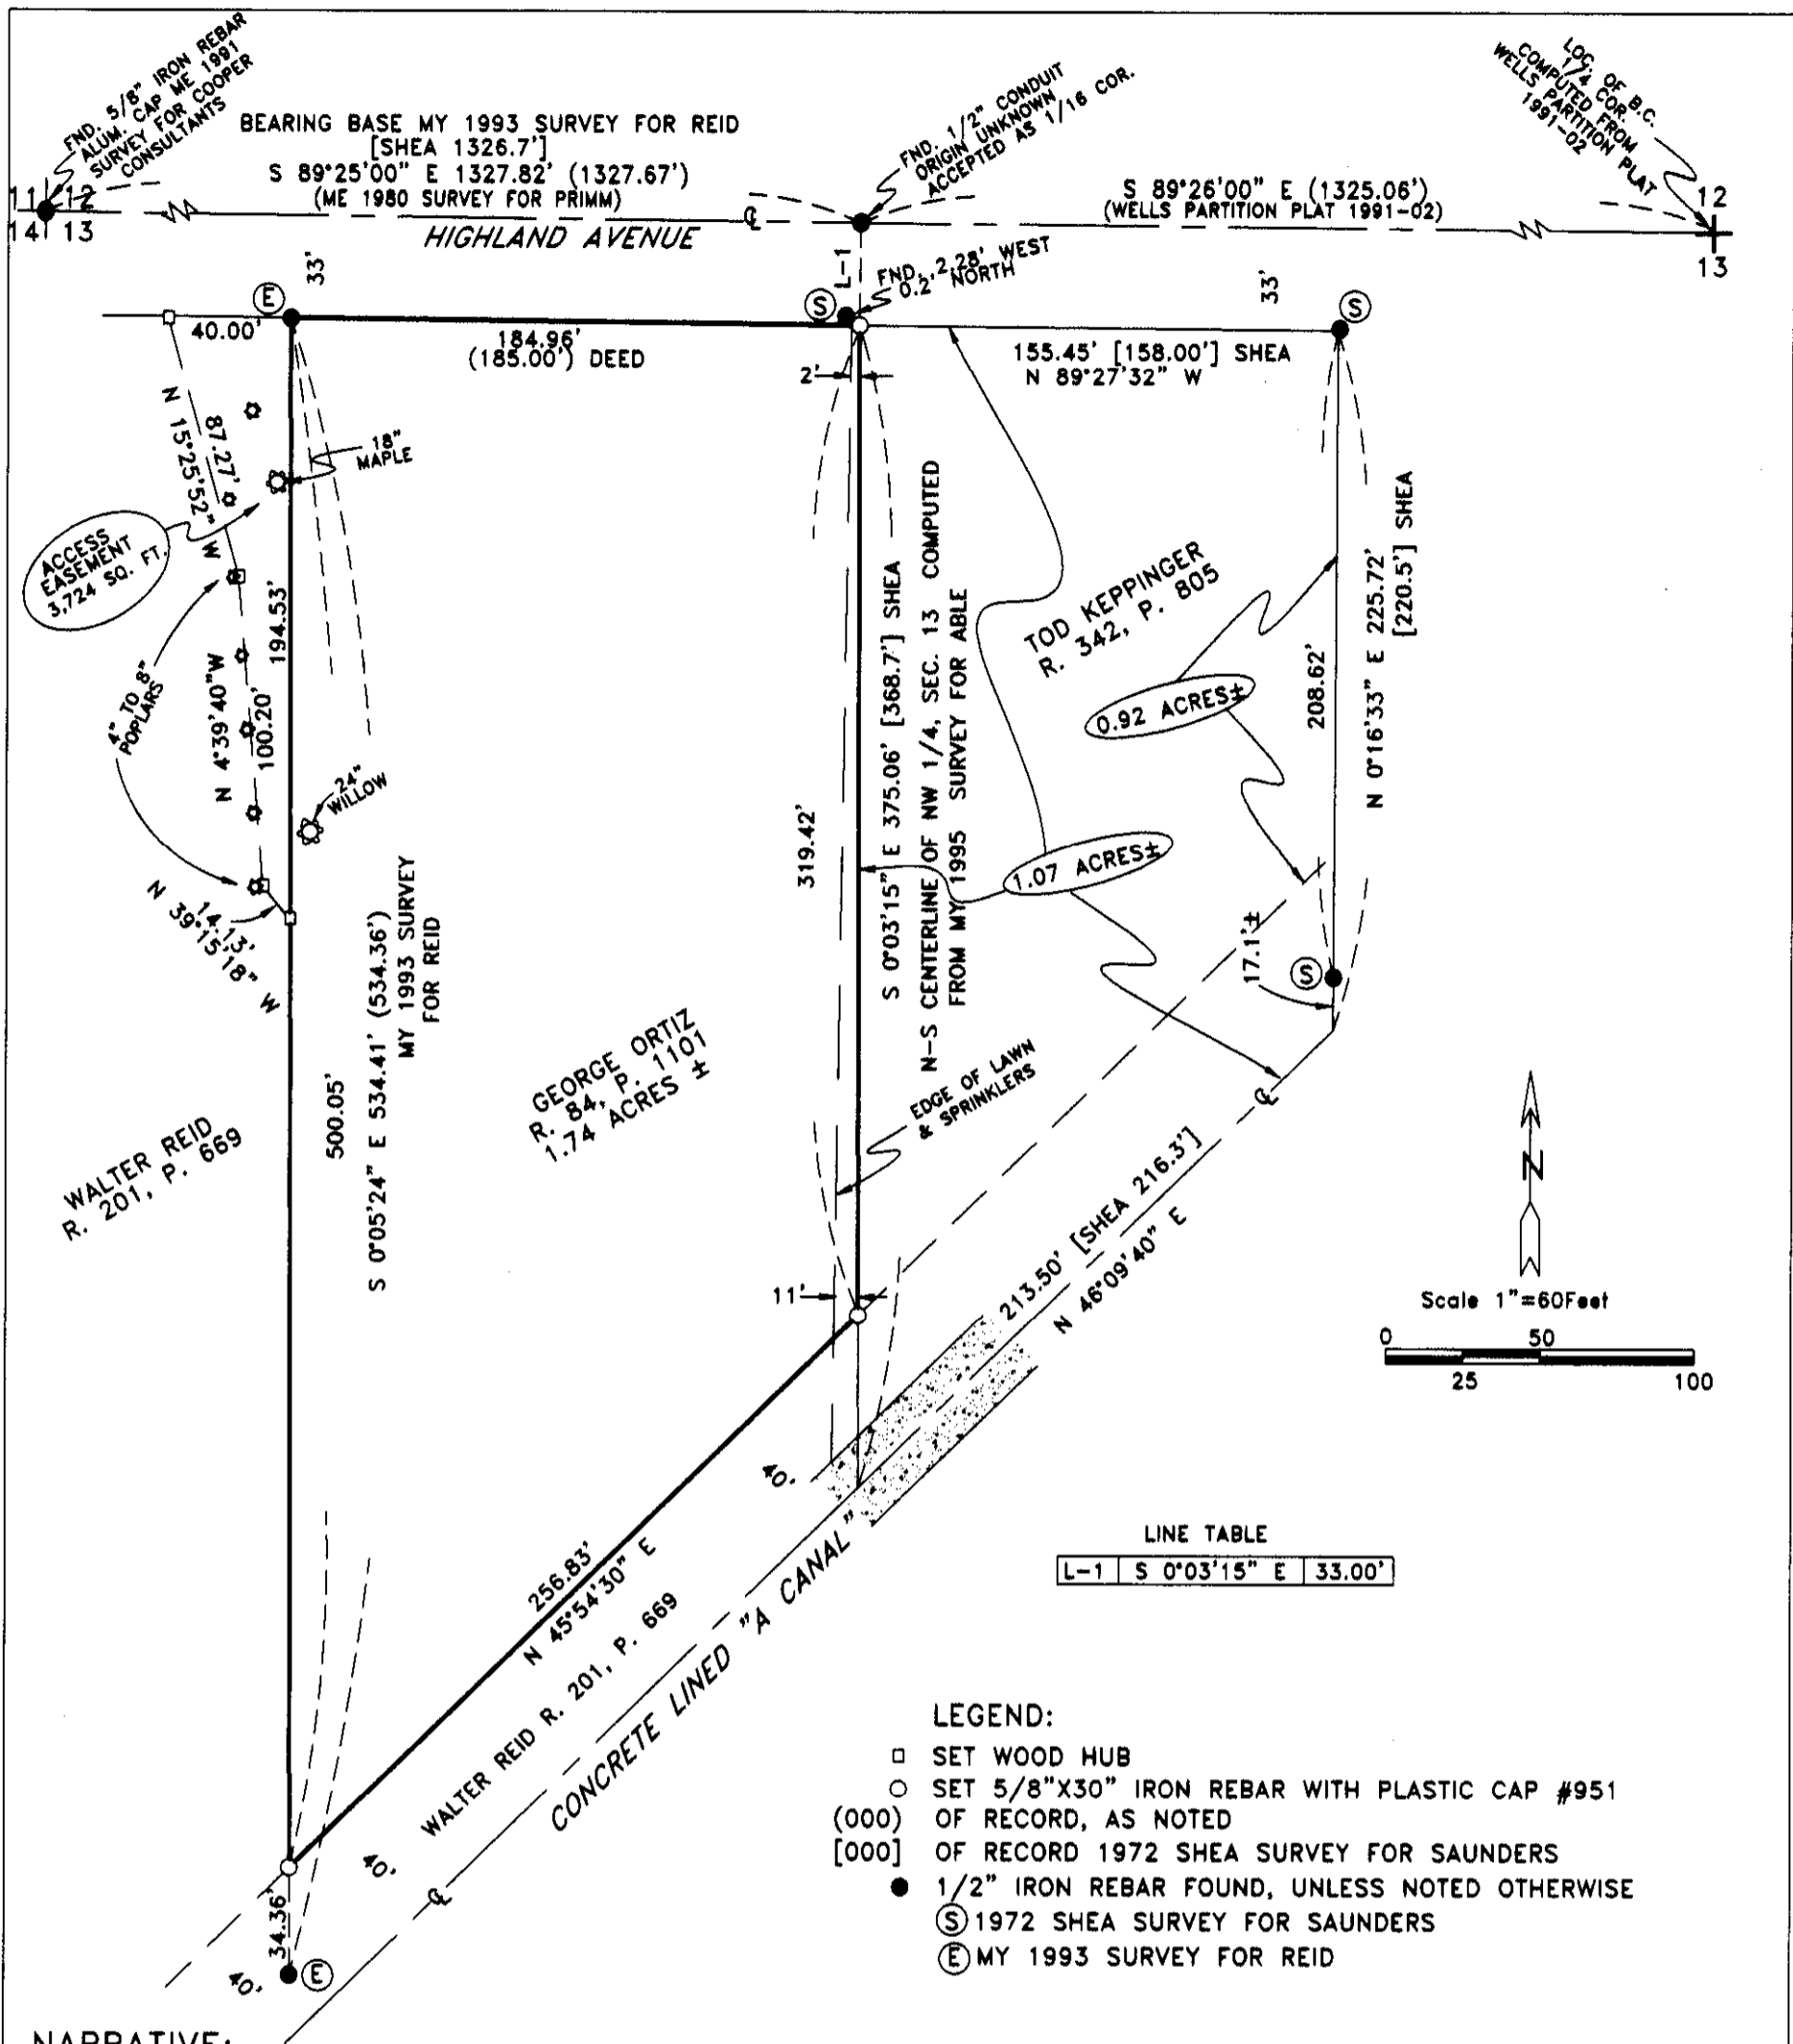 FND. 5/8" IRON REBAR
ALUM. CAP ME 1991
SURVEY FOR COOPER
CONSULTANTS
BEARING BASE MY 1993 SURVEY FOR REID
[SHEA 1326.7']
S 89°25'00" E 1327.82' (1327.67')
(ME 1980 SURVEY FOR PRIMM)
FND. 1/2" CONDUIT
ORIGIN UNKNOWN
ACCEPTED AS 1/16 COR.
LOC. OF B.C.
1/4 COR.
COMPUTED FROM
WELLS PARTITION PLAT
1991-02
S 89°26'00" E (1325.06')
(WELLS PARTITION PLAT 1991-02)
11 12
14 13
12
13
HIGHLAND AVENUE
33'
L-1
FND. 2.28' WEST
0.2' NORTH
33'
E
S
S
40.00'
184.96'
(185.00') DEED
155.45' [158.00'] SHEA
N 89°27'32" W
2'
N 15°25'52" W
87.27'
18"
MAPLE
ACCESS
EASEMENT
3,724 SQ. FT.
194.53'
4" TO 8"
POPLARS
N 4°39'40"W
100.20'
24"
WILLOW
14.13'
N 39°15'18" W
S 0°05'24" E 534.41' (534.36')
MY 1993 SURVEY
FOR REID
500.05'
319.42'
S 0°03'15" E 375.06' [368.7'] SHEA
N-S CENTERLINE OF NW 1/4, SEC. 13 COMPUTED
FROM MY 1995 SURVEY FOR ABLE
TOD KEPPINGER
R. 342, P. 805
0.92 ACRES±
1.07 ACRES±
208.62'
N 0°16'33" E 225.72'
[220.5'] SHEA
17.1'±
S
GEORGE ORTIZ
R. 84, P. 1101
1.74 ACRES ±
WALTER REID
R. 201, P. 669
EDGE OF LAWN
& SPRINKLERS
11'
213.50' [SHEA 216.3']
N 46°09'40" E
N
Scale 1"=60Feet
0 50
25 100
40.
256.83'
N 45°54'30" E
WALTER REID R. 201, P. 669
CONCRETE LINED "A CANAL"
LINE TABLE
L-1 S 0°03'15" E 33.00'
40.
34.36'
40.
E
LEGEND:
SET WOOD HUB
SET 5/8"X30" IRON REBAR WITH PLASTIC CAP #951
(000) OF RECORD, AS NOTED
[000] OF RECORD 1972 SHEA SURVEY FOR SAUNDERS
1/2" IRON REBAR FOUND, UNLESS NOTED OTHERWISE
S 1972 SHEA SURVEY FOR SAUNDERS
E MY 1993 SURVEY FOR REID
NARRATIVE: